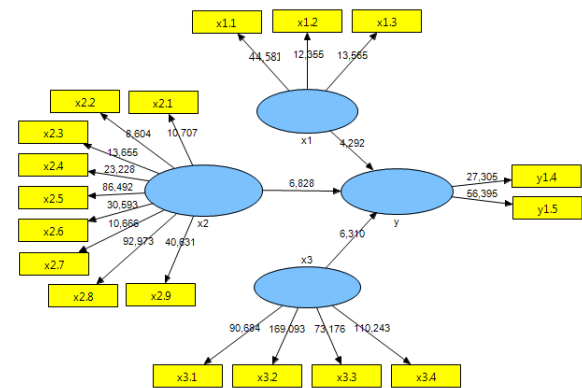 x1.1
x1.2
x1.3
44,581
12,355
13,565
x1
4,292
x2.1
x2.2
x2.3
x2.4
x2.5
x2.6
x2.7
x2.8
x2.9
10,707
8,604
13,655
23,228
86,492
30,593
10,666
92,973
40,631
x2
6,828
y
27,305
56,395
y1.4
y1.5
6,310
x3
90,684
169,093
73,176
110,243
x3.1
x3.2
x3.3
x3.4